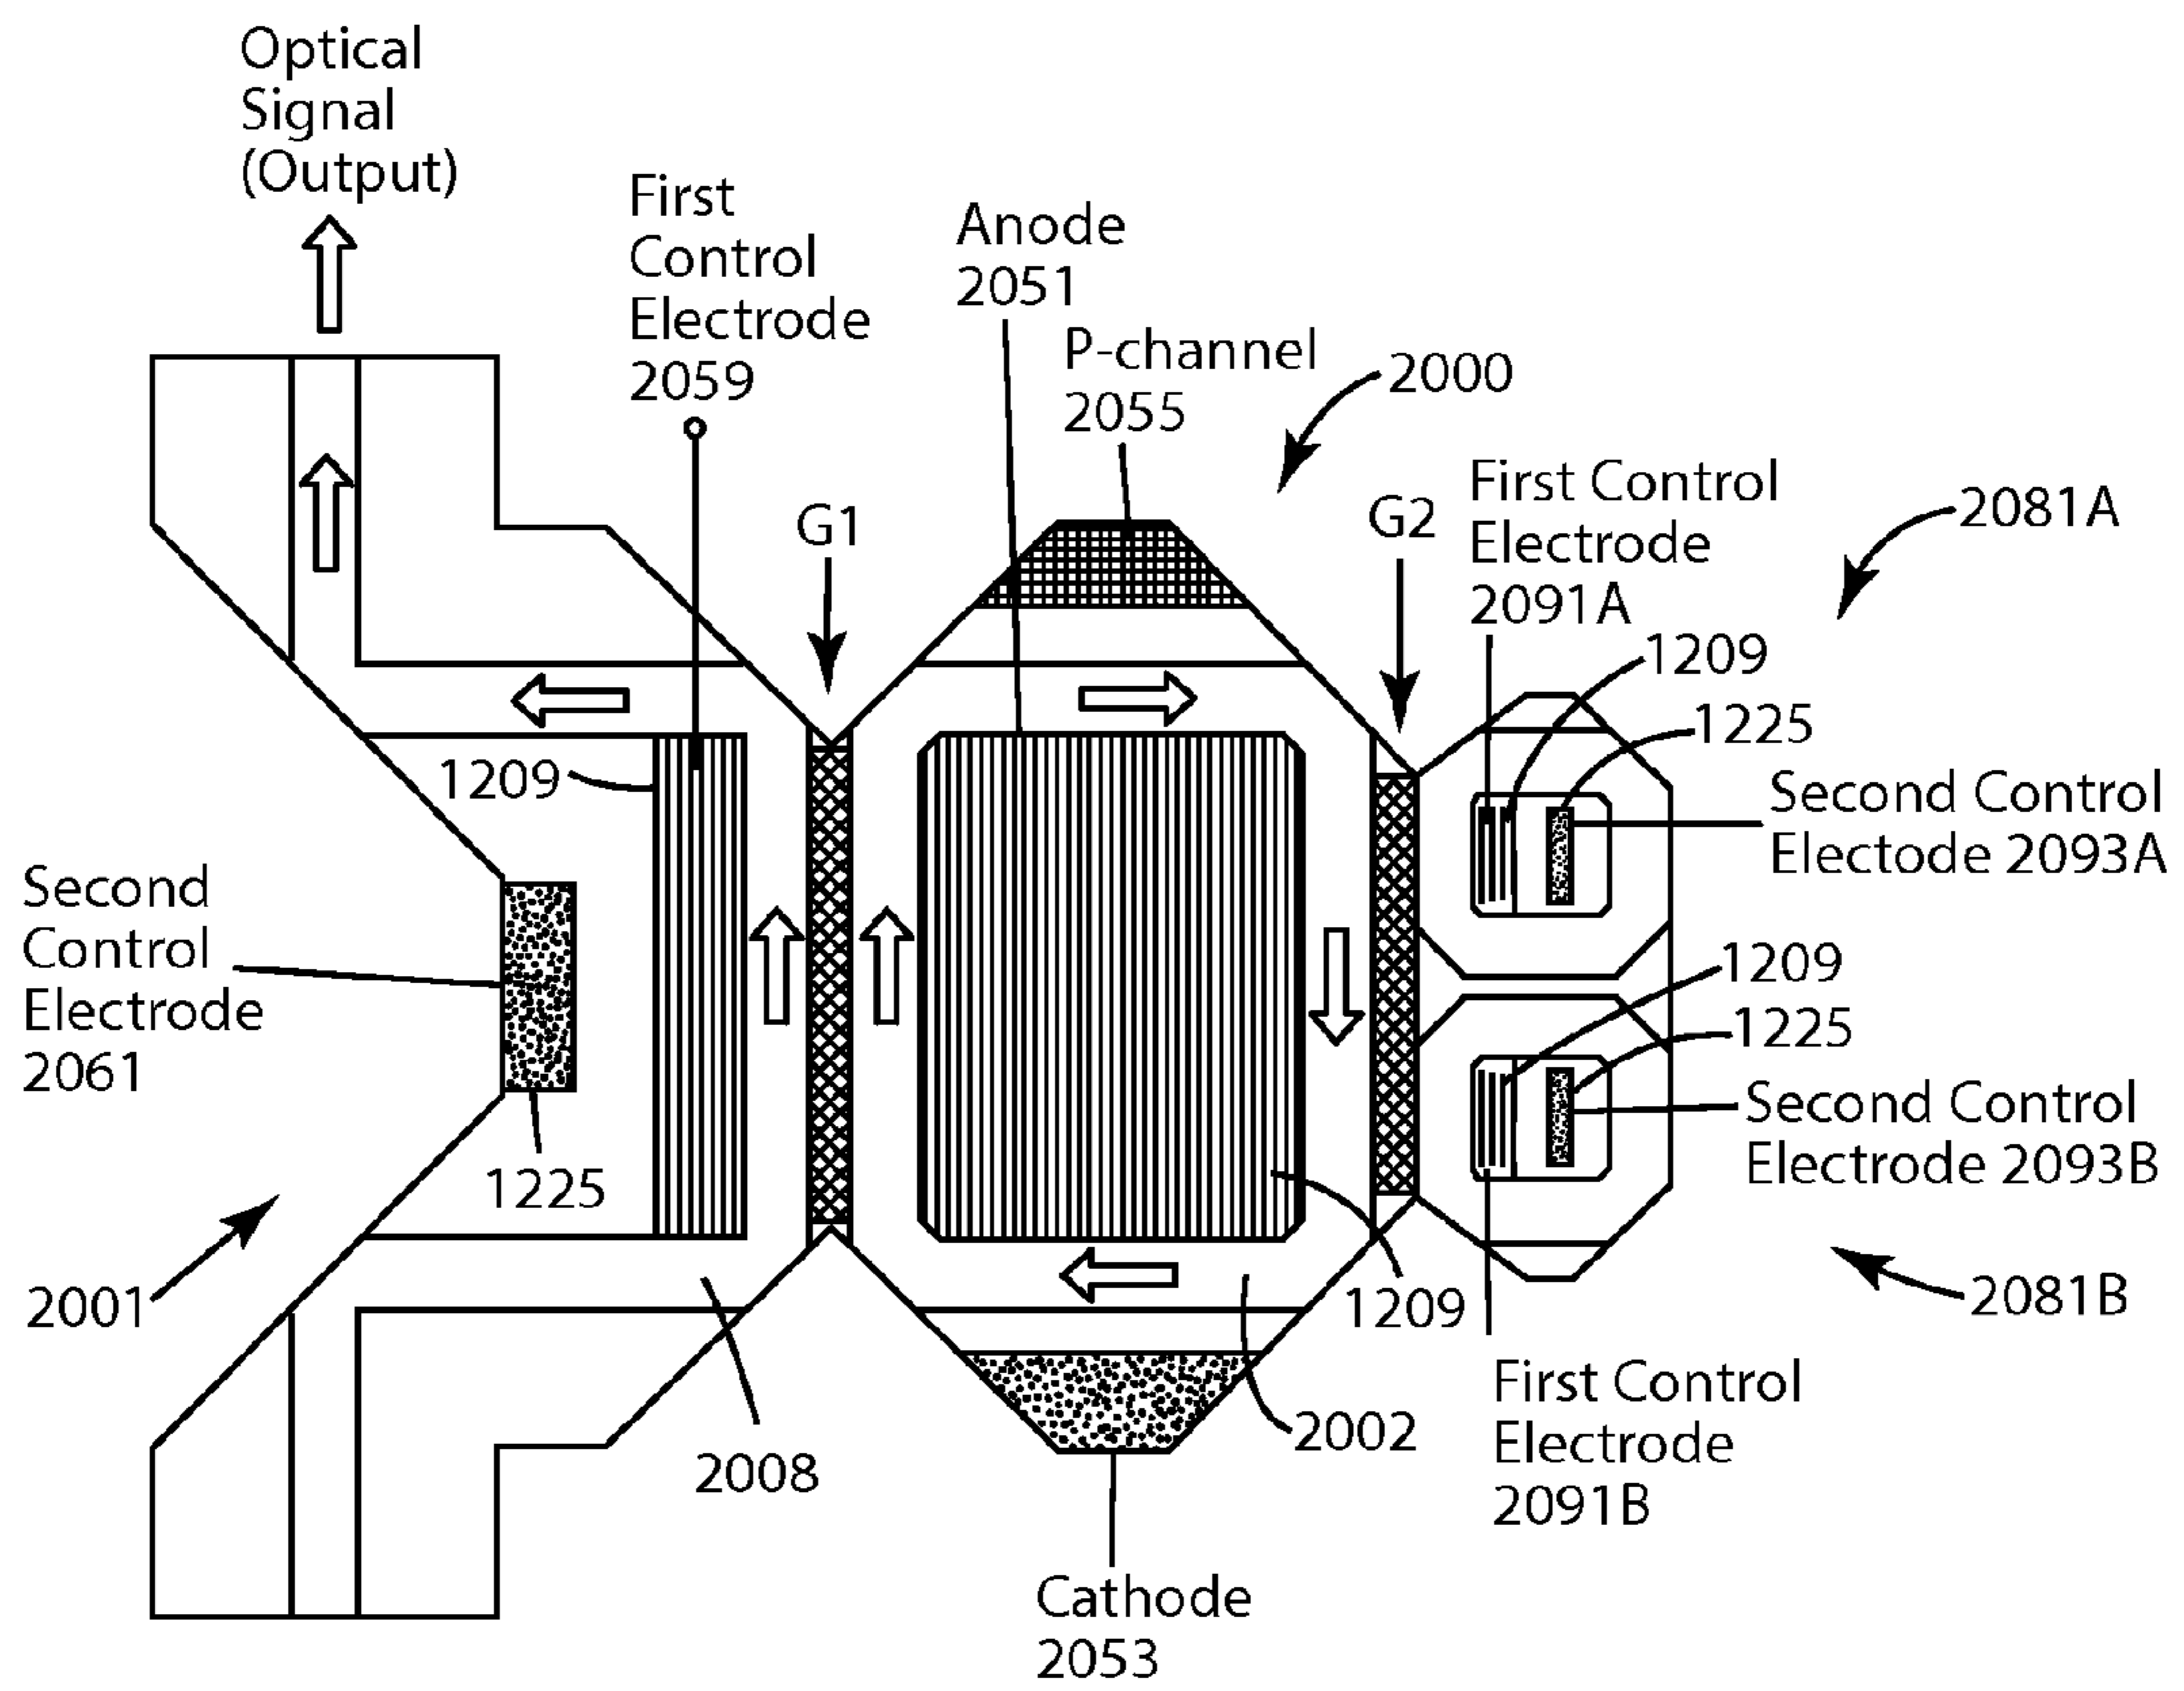 Optical
Signal
(Output)
First
Control
Electrode
2059
Anode
2051
P-channel
2055
2000
G1
G2
First Control
Electrode
2091A
2081A
1209
1225
1209
Second Control
Electode 2093A
Second
Control
Electrode
2061
1209
1225
Second Control
Electrode 2093B
1225
2001
1209
2081B
2008
2002
First Control
Electrode
2091B
Cathode
2053